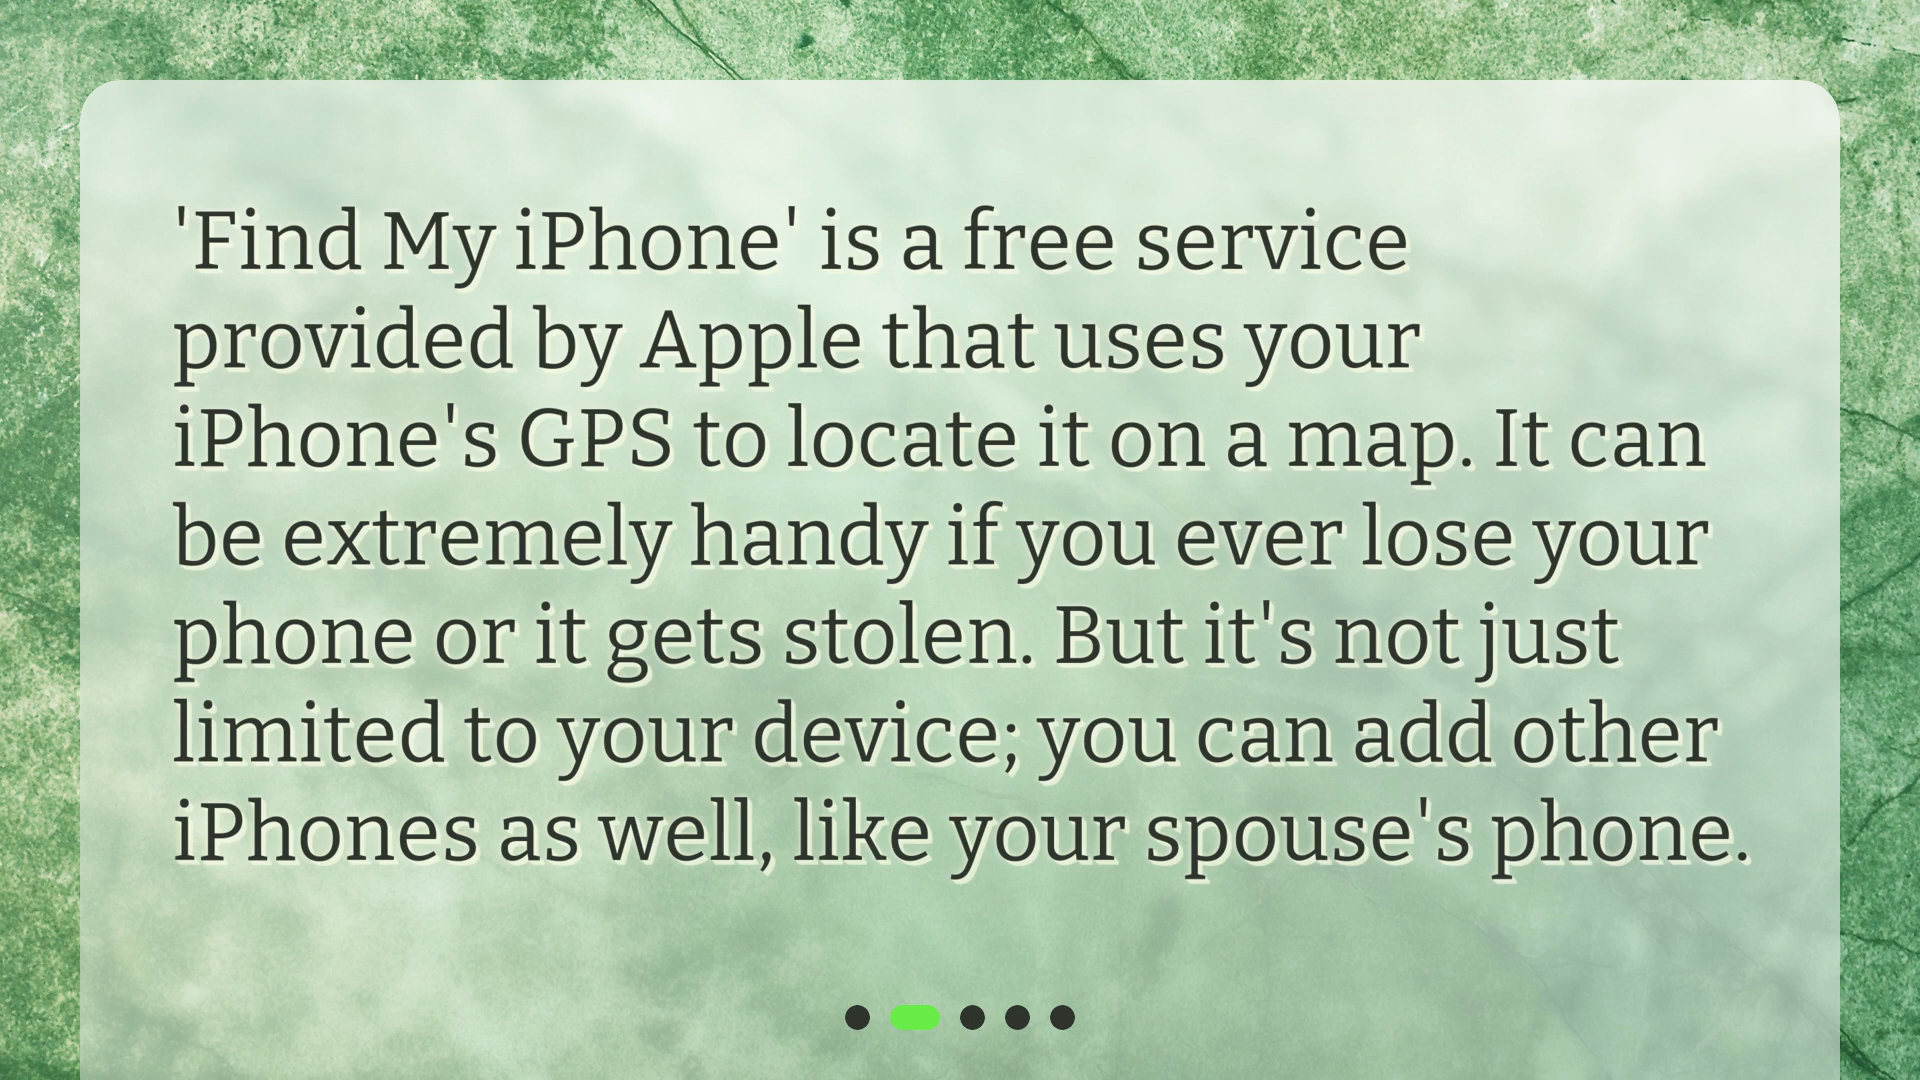 'Find My iPhone' is a free service
provided by Apple that uses your
iPhone's GPS to locate it on a map. It can
be extremely handy if you ever lose your
phone or it gets stolen. But it's not just
limited to your device; you can add other
iPhones as well, like your spouse's phone.